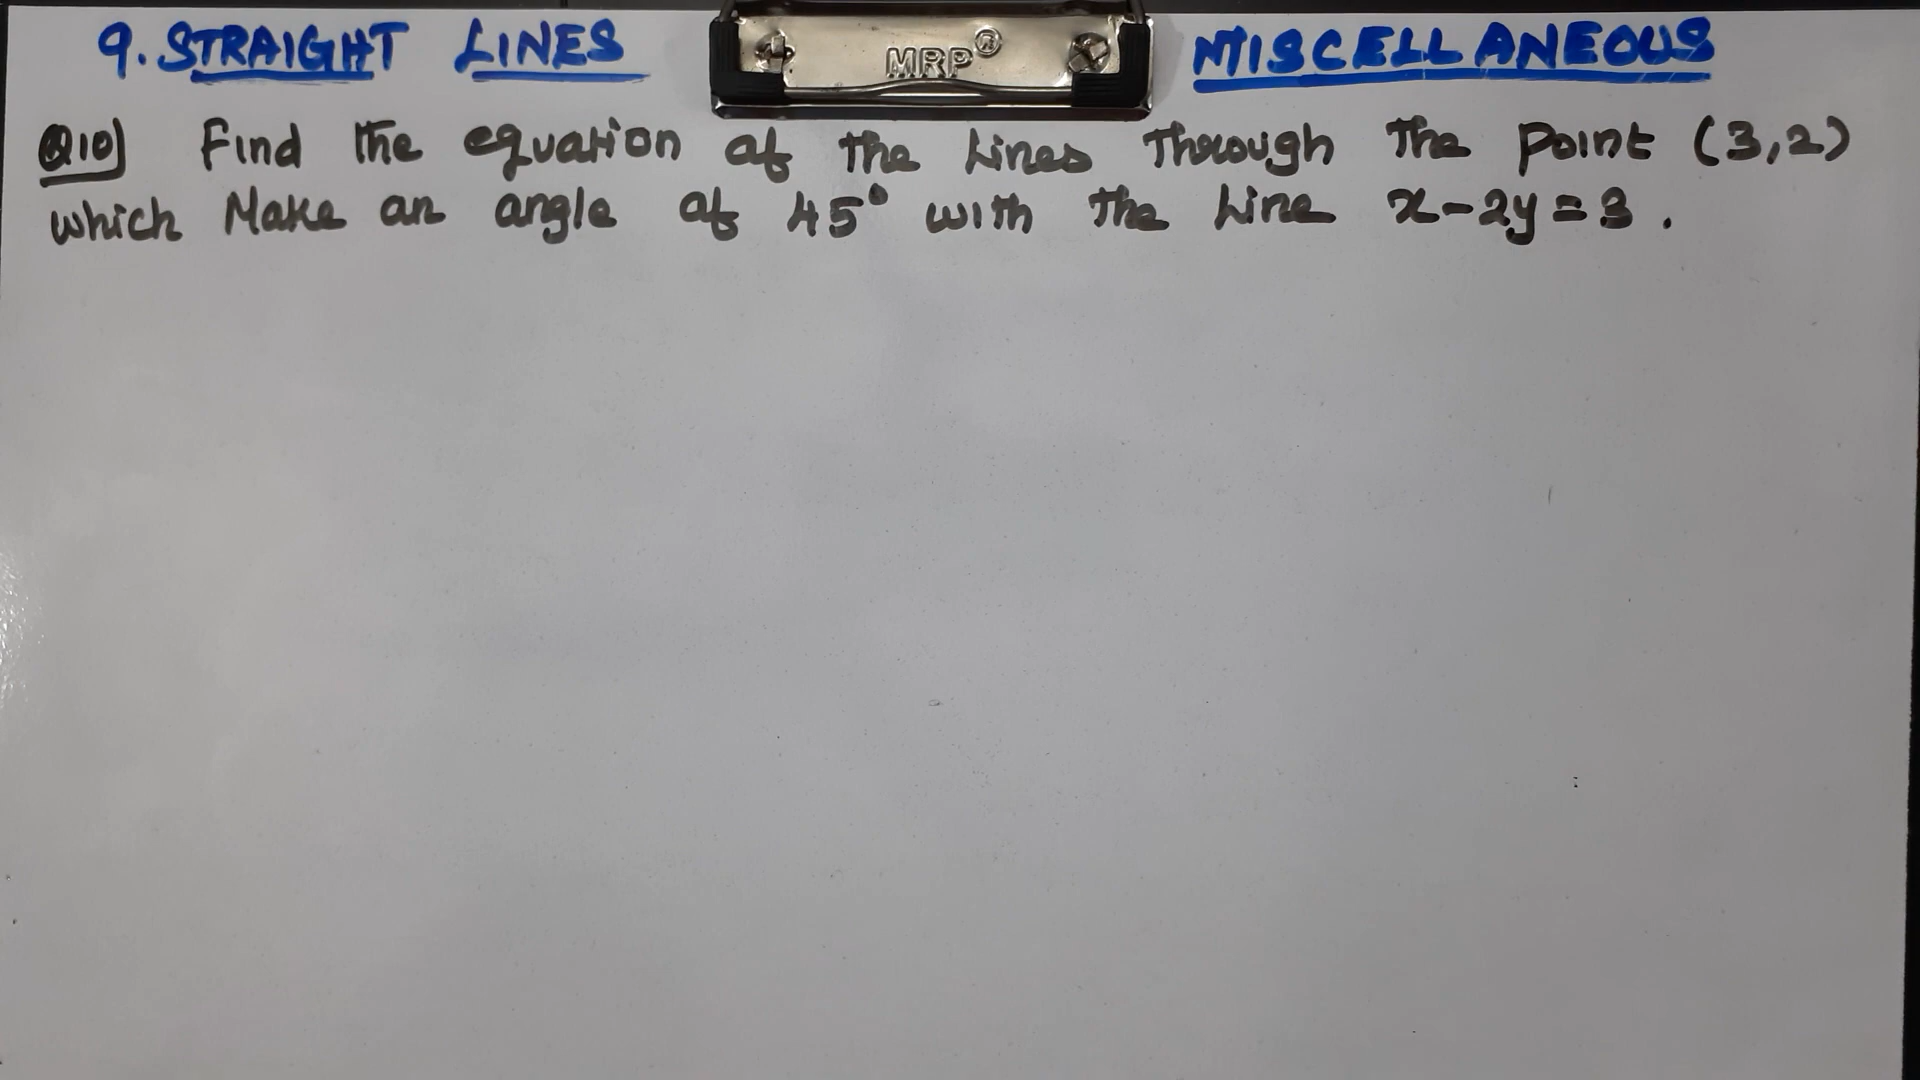 9. STRAIGHT LINES MRP® MISCELLANEOUS
Q10) Find the equation of the Lines Through The point (3,2)
which Make an angle of 45° with the Line x-2y=3.